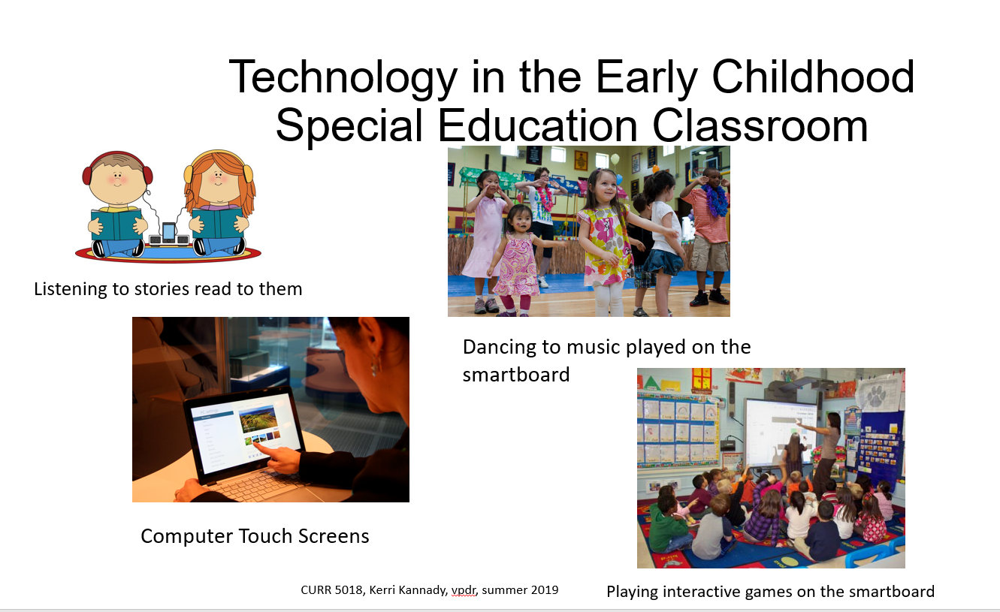 Technology in the Early Childhood
Special Education Classroom
Listening to stories read to them
Dancing to music played on the
smartboard
Computer Touch Screens
CURR 5018, Kerri Kannady, vpdr, summer 2019
Playing interactive games on the smartboard